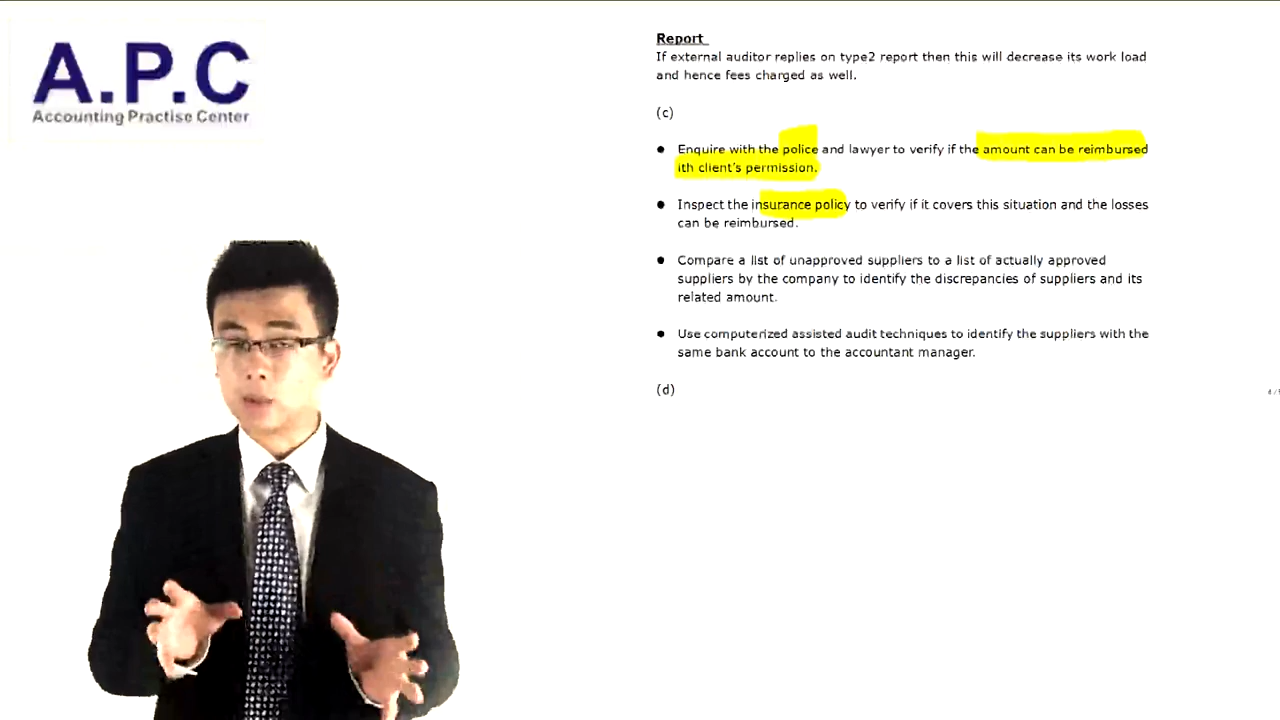 A.P.C
Accounting Practise Center
Report
If external auditor replies on type2 report then this will decrease its work load
and hence fees charged as well.
(c)
● Enquire with the police and lawyer to verify if the amount can be reimbursed
ith client's permission.
● Inspect the insurance policy to verify if it covers this situation and the losses
can be reimbursed.
● Compare a list of unapproved suppliers to a list of actually approved
suppliers by the company to identify the discrepancies of suppliers and its
related amount.
● Use computerized assisted audit techniques to identify the suppliers with the
same bank account to the accountant manager.
(d)